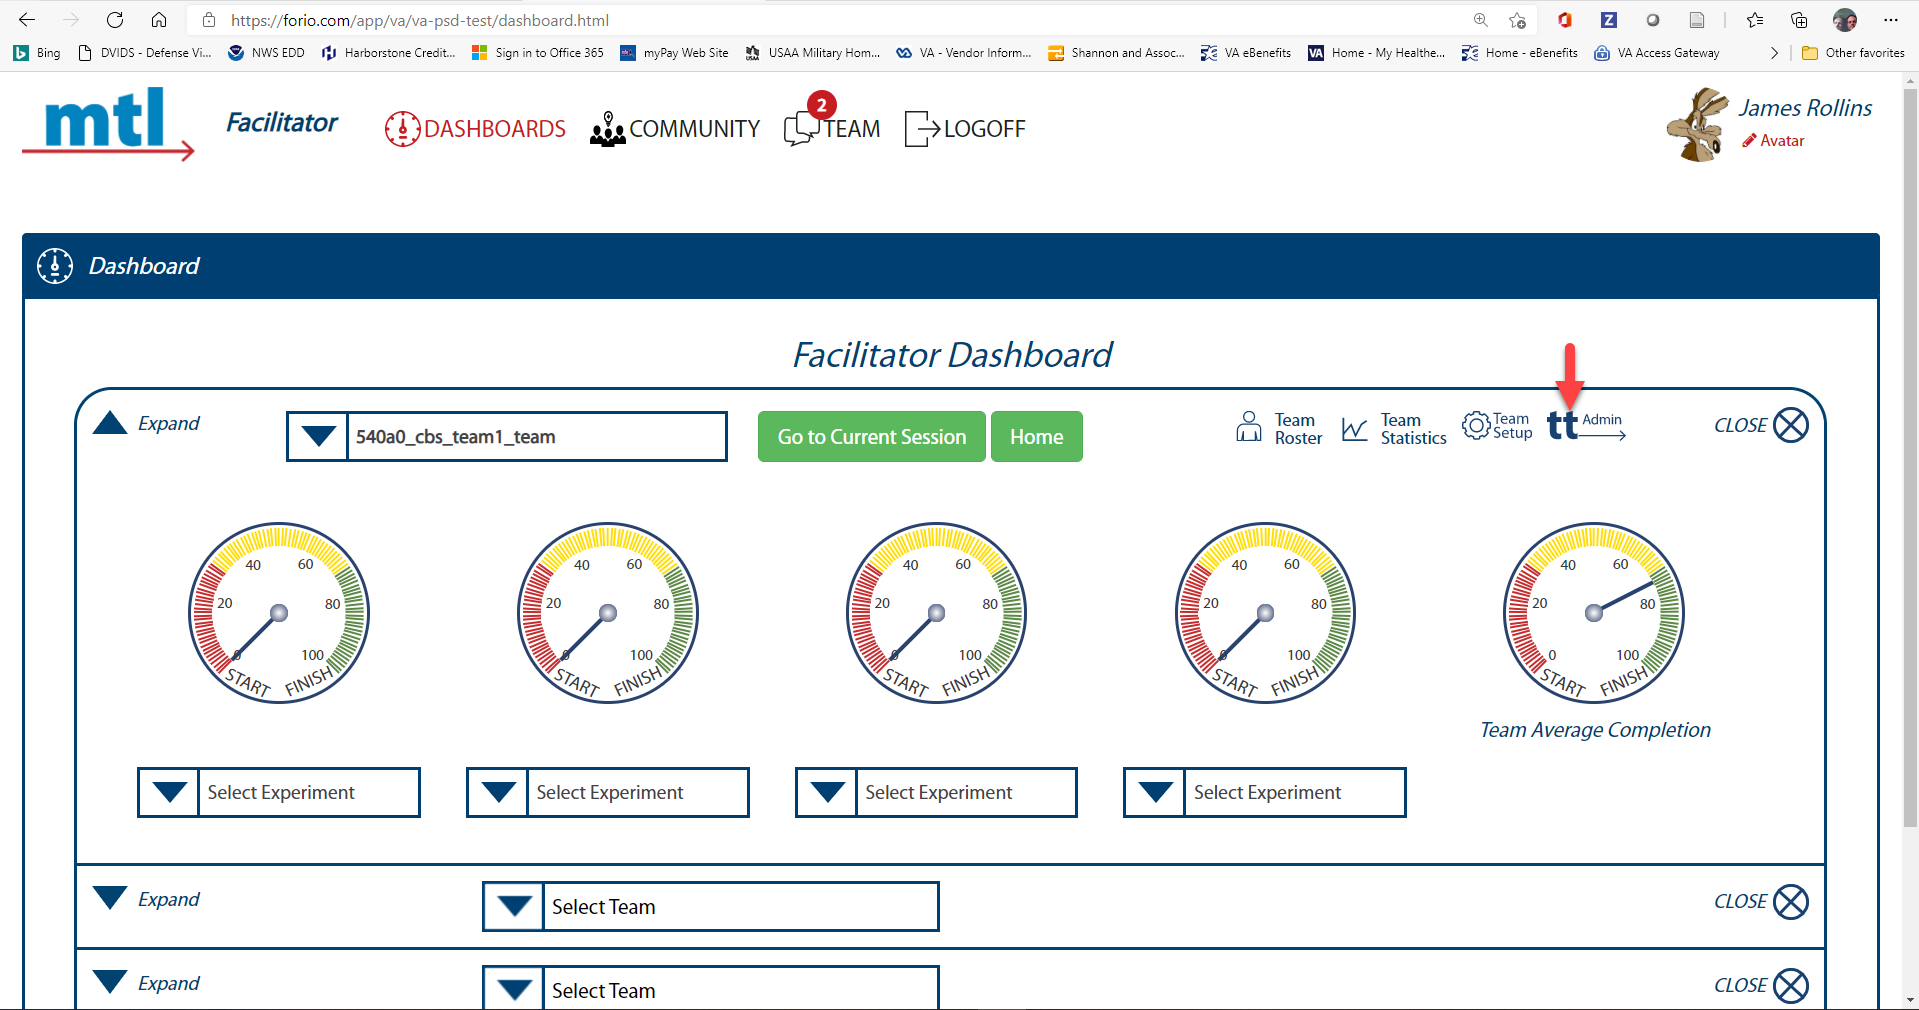 https://forio.com/app/va/va-psd-test/dashboard.html
Bing
DVIDS - Defense Vi...
NWS EDD
Harborstone Credit...
Sign in to Office 365
myPay Web Site
USAA Military Hom...
VA - Vendor Inform...
Shannon and Assoc...
VA eBenefits
Home - My Healthe...
Home - eBenefits
VA Access Gateway
Other favorites
mtl
Facilitator
DASHBOARDS
COMMUNITY
2
TEAM
LOGOFF
James Rollins
Avatar
Dashboard
Facilitator Dashboard
Expand
540a0_cbs_team1_team
Go to Current Session
Home
Team
Roster
Team
Statistics
Team
Setup
tt Admin
CLOSE
0 20 40 60 80 100
START FINISH
0 20 40 60 80 100
START FINISH
0 20 40 60 80 100
START FINISH
0 20 40 60 80 100
START FINISH
0 20 40 60 80 100
START FINISH
Team Average Completion
Select Experiment
Select Experiment
Select Experiment
Select Experiment
Expand
Select Team
CLOSE
Expand
Select Team
CLOSE